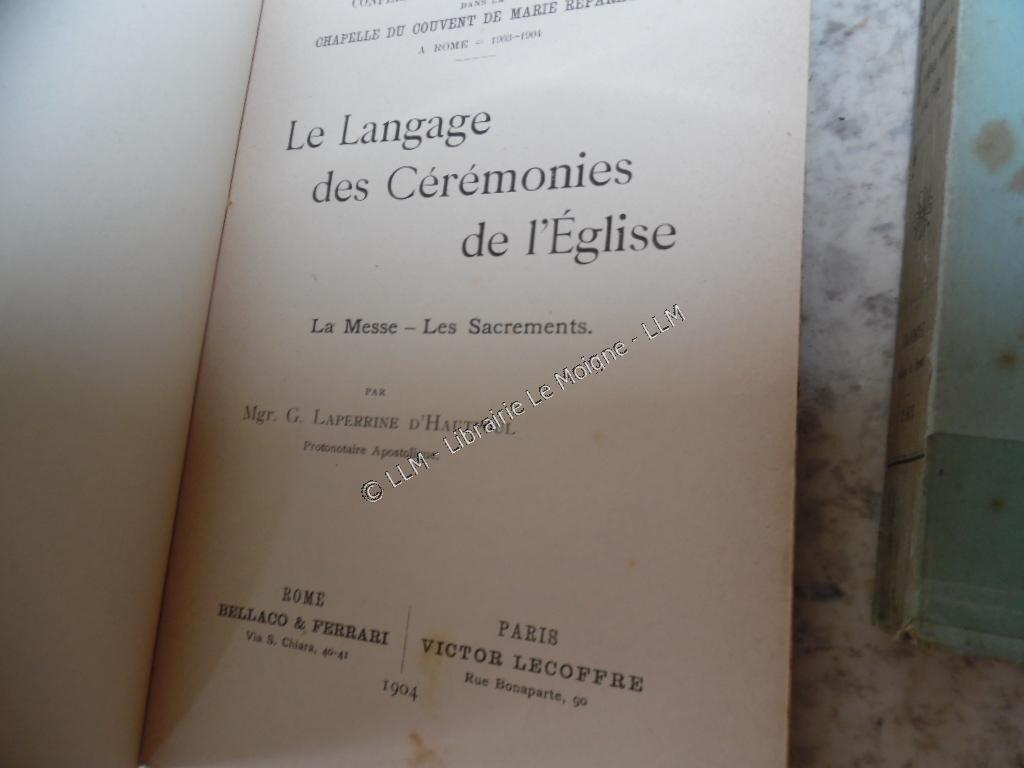 DANS LA
CHAPELLE DU COUVENT DE MARIE
A ROME = 1903-1904
Le Langage
des Cérémonies
de l'Église
La Messe – Les Sacrements.
PAR
Mgr. G. Laperrine d'Hautpoul
Protonotaire Apostolique
© LLM - Librairie Le Moigne - LLM
ROME
BELLACO & FERRARI
Via S. Chiara, 40-41
PARIS
VICTOR LECOFFRE
Rue Bonaparte, 90
1904